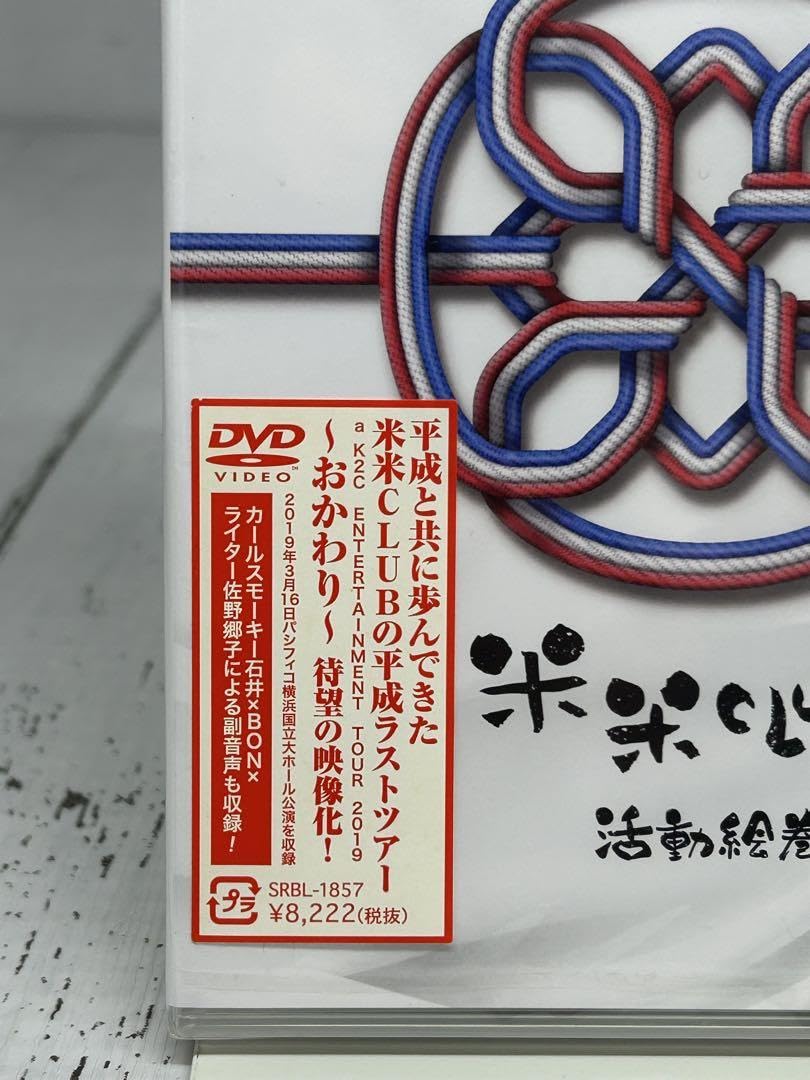 DVD
VIDEO
平成と共に歩んできた
米米CLUBの平成ラストツアー
a K2C ENTERTAINMENT TOUR 2019
〜おかわり〜 待望の映像化！
2019年3月16日パシフィコ横浜国立大ホール公演を収録
カールスモーキー石井×BON×
ライター佐野郷子による副音声も収録！
プラ
SRBL-1857
¥8,222(税抜)
米米CLU
活動絵巻